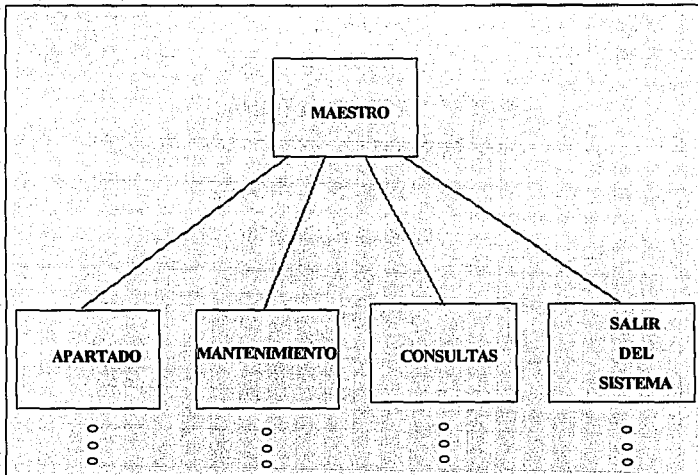 MAESTRO
APARTADO
MANTENIMIENTO
CONSULTAS
SALIR
DEL
SISTEMA